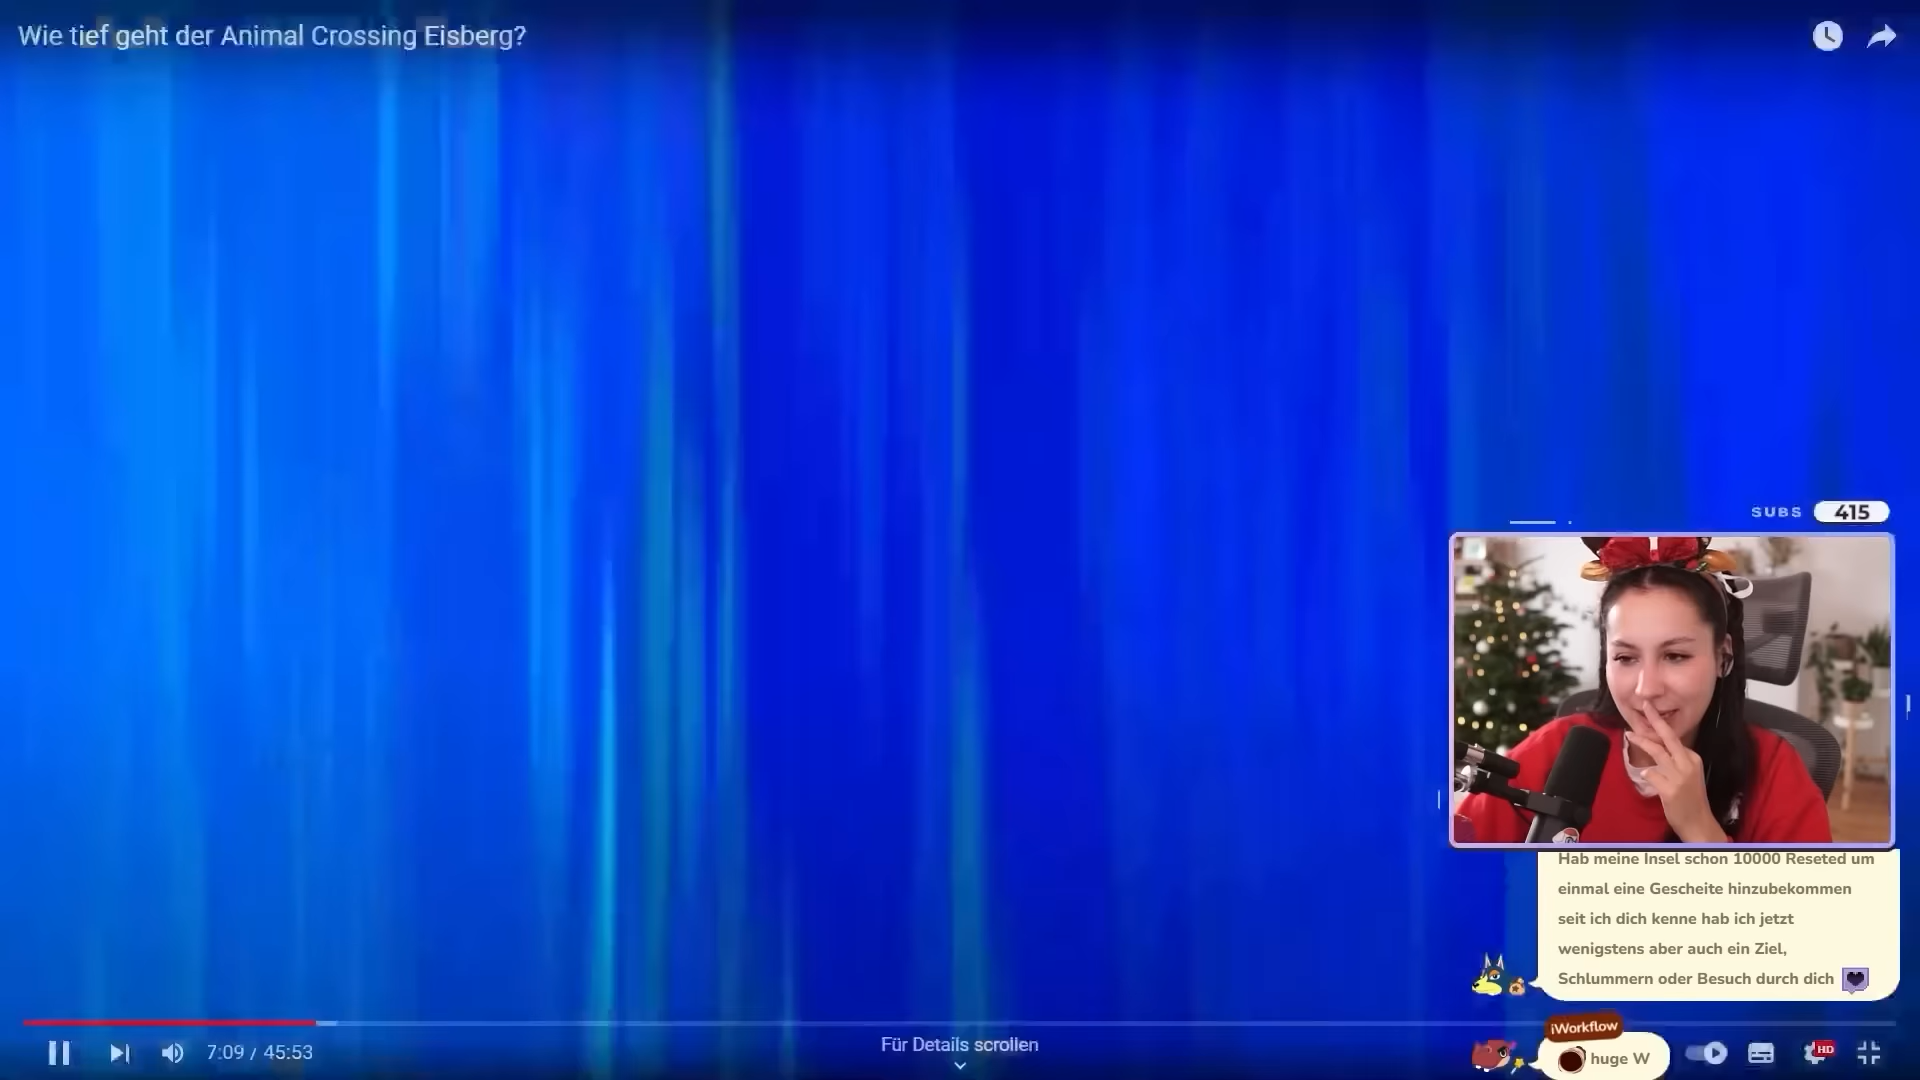 Wie tief geht der Animal Crossing Eisberg?
SUBS 415
Hab meine Insel schon 10000 Reseted um
einmal eine Gescheite hinzubekommen
seit ich dich kenne hab ich jetzt
wenigstens aber auch ein Ziel,
Schlummern oder Besuch durch dich
iWorkflow
huge W
Für Details scrollen
7:09 / 45:53
HD